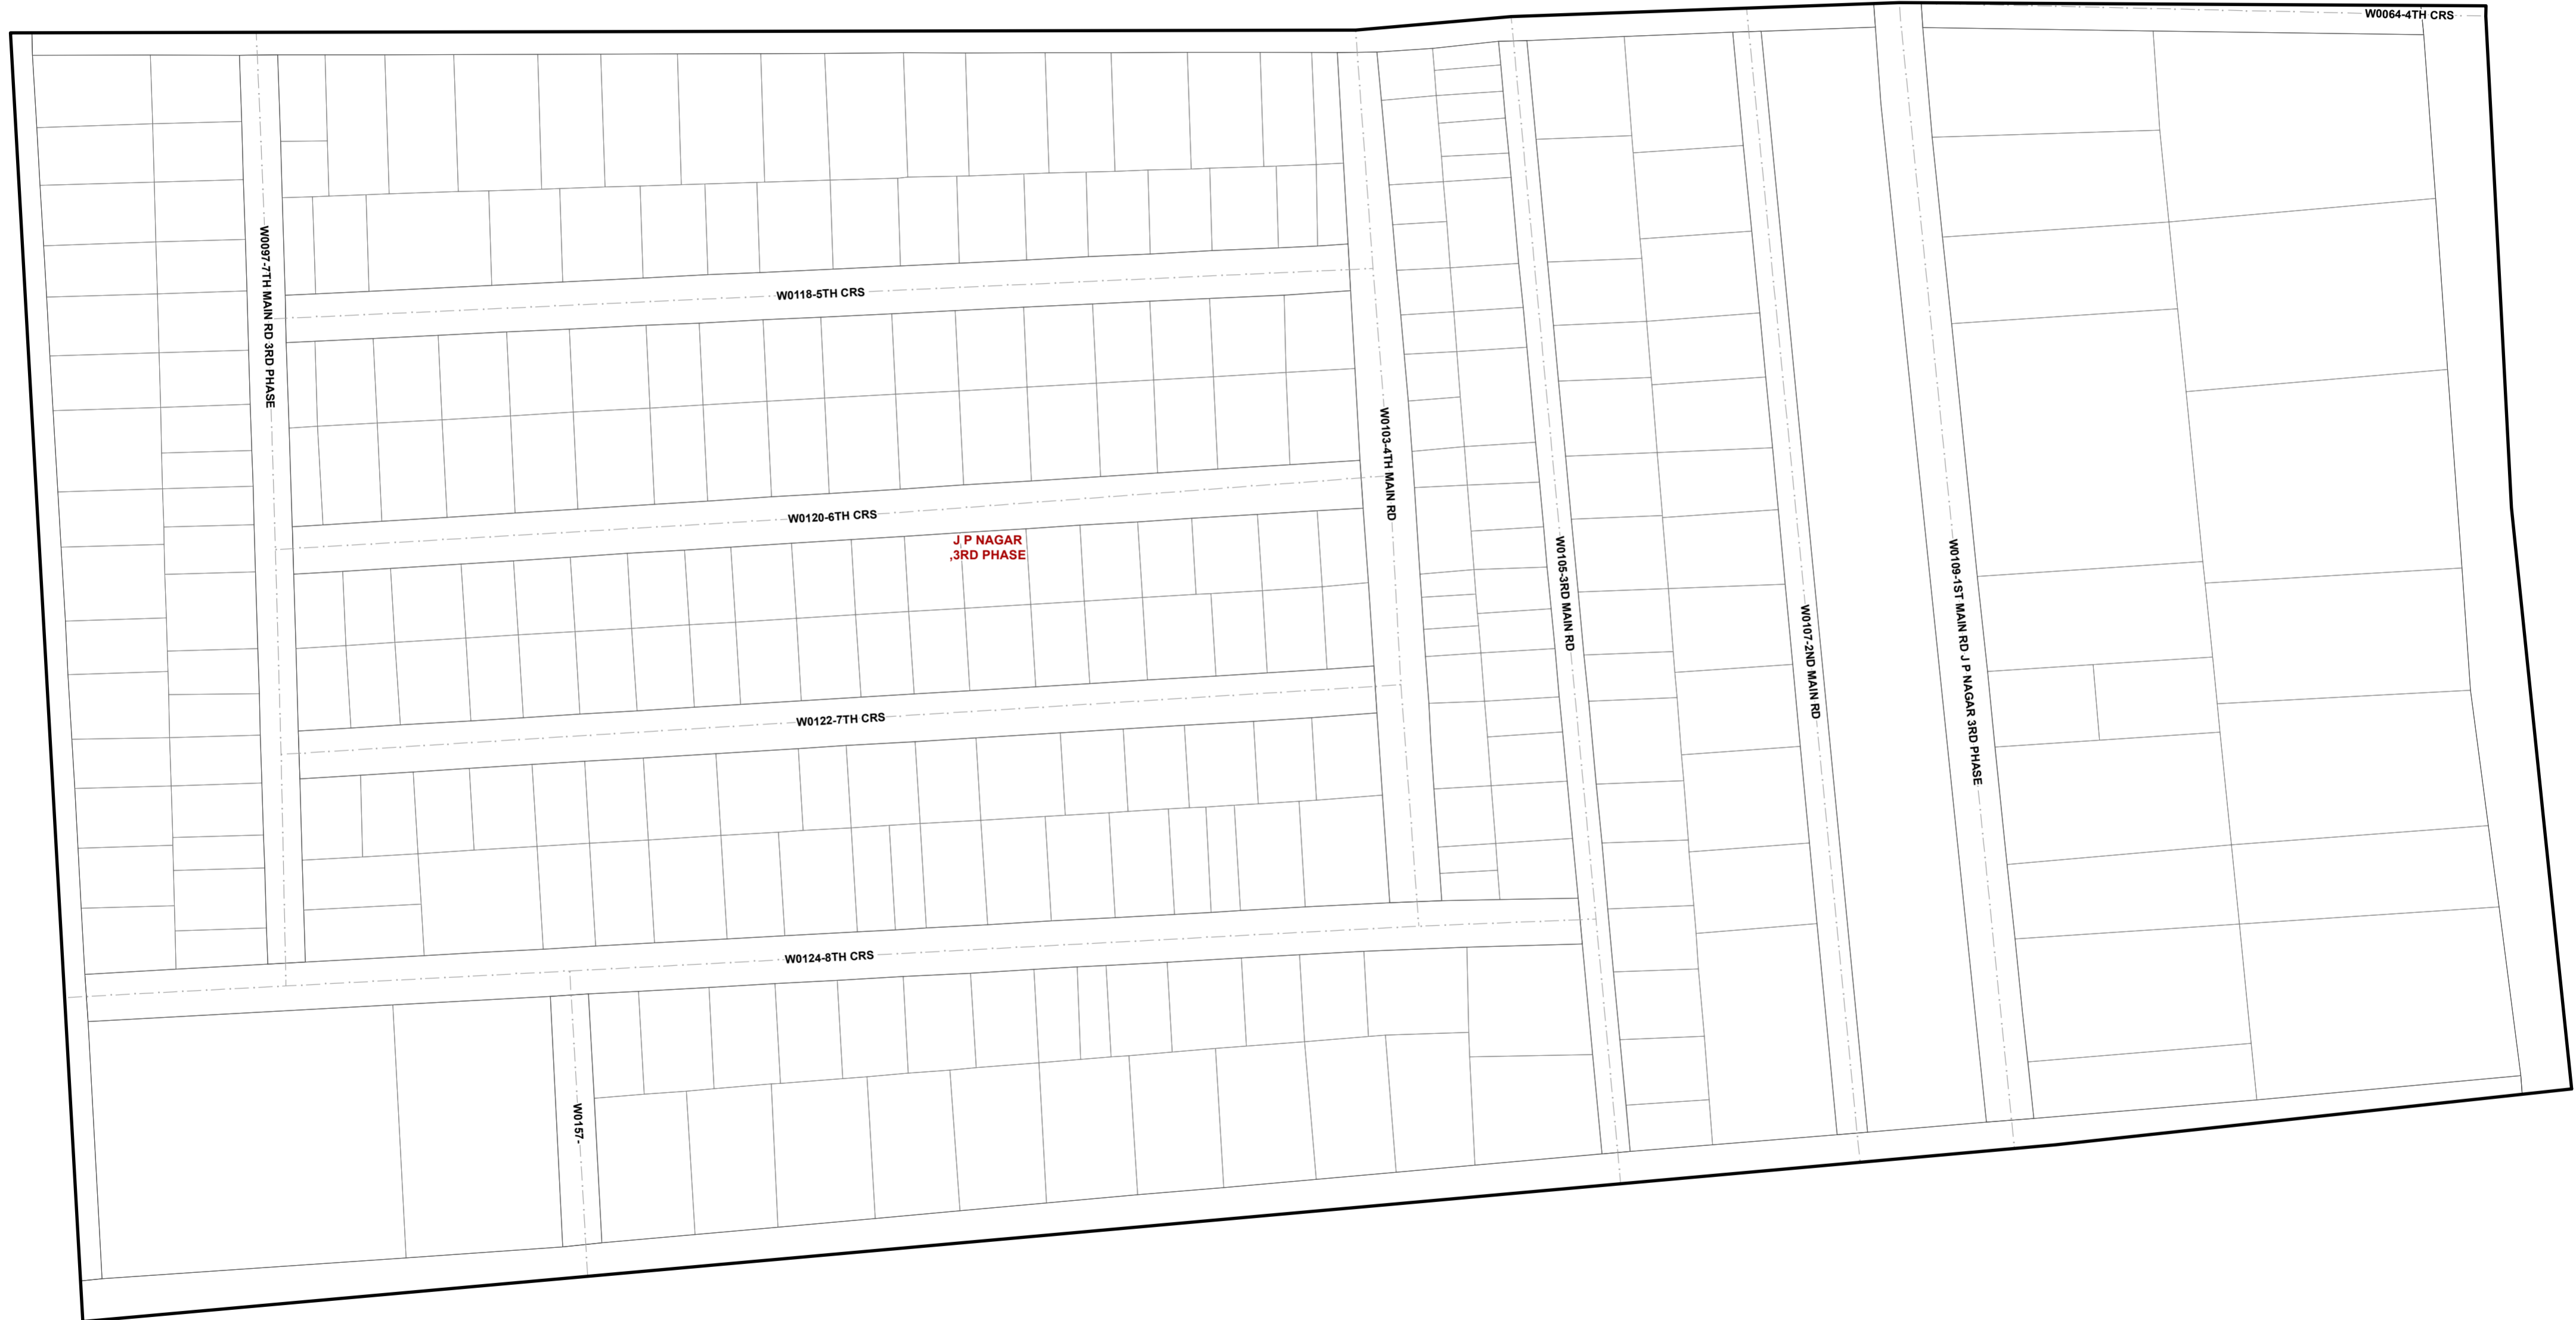 W0064-4TH CRS
W0097-7TH MAIN RD 3RD PHASE
W0118-5TH CRS
W0103-4TH MAIN RD
W0120-6TH CRS
J P NAGAR
,3RD PHASE
W0105-3RD MAIN RD
W0109-1ST MAIN RD J P NAGAR 3RD PHASE
W0107-2ND MAIN RD
W0122-7TH CRS
W0124-8TH CRS
W0157-